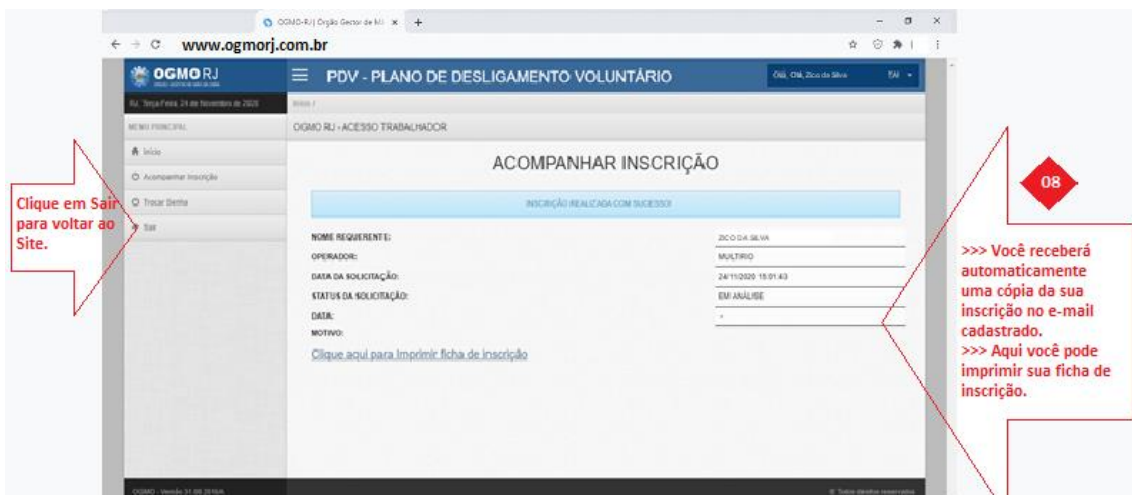 OGMO-RJ | Órgão Gestor de M
www.ogmorj.com.br
OGMO RJ
PDV - PLANO DE DESLIGAMENTO VOLUNTÁRIO
Olá, Olá, Zico da Silva
RJ, Terça-Feira, 24 de Novembro de 2020
Início /
MENU PRINCIPAL
OGMO RJ - ACESSO TRABALHADOR
Início
Acompanhar Inscrição
Trocar Senha
Sair
ACOMPANHAR INSCRIÇÃO
INSCRIÇÃO REALIZADA COM SUCESSO!
NOME REQUERENTE:
ZICO DA SILVA
OPERADOR:
MULTIRIO
DATA DA SOLICITAÇÃO:
24/11/2020 15:01:43
STATUS DA SOLICITAÇÃO:
EM ANÁLISE
DATA:
-
MOTIVO:
Clique aqui para Imprimir ficha de inscrição
Clique em Sair
para voltar ao
Site.
08
>>> Você receberá
automaticamente
uma cópia da sua
inscrição no e-mail
cadastrado.
>>> Aqui você pode
imprimir sua ficha de
inscrição.
OGMO - Versão
© Todos direitos reservados